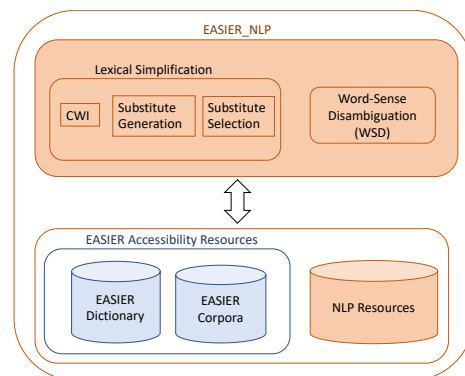 EASIER_NLP
Lexical Simplification
CWI
Substitute
Generation
Substitute
Selection
Word-Sense
Disambiguation
(WSD)
EASIER Accessibility Resources
EASIER
Dictionary
EASIER
Corpora
NLP Resources